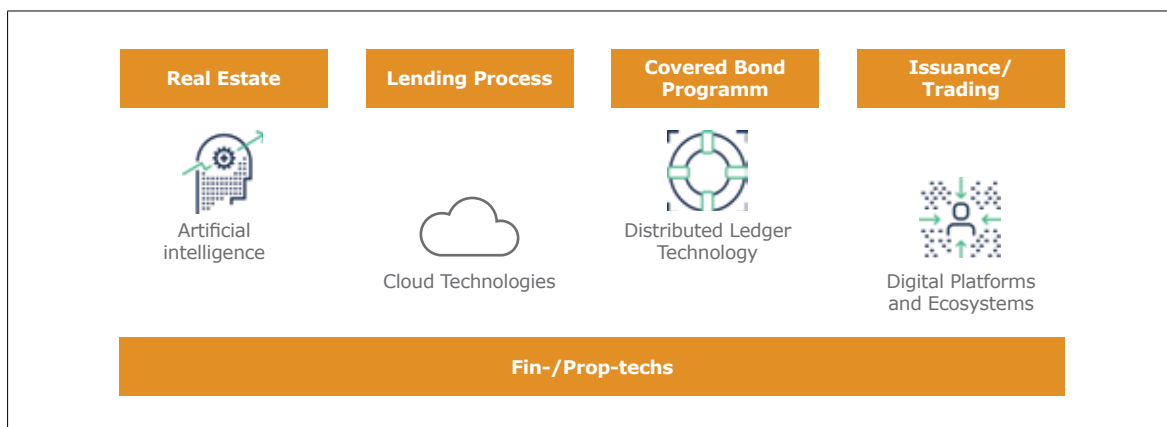 Real Estate
Lending Process
Covered Bond
Programm
Issuance/
Trading
Artificial
intelligence
Cloud Technologies
Distributed Ledger
Technology
Digital Platforms
and Ecosystems
Fin-/Prop-techs